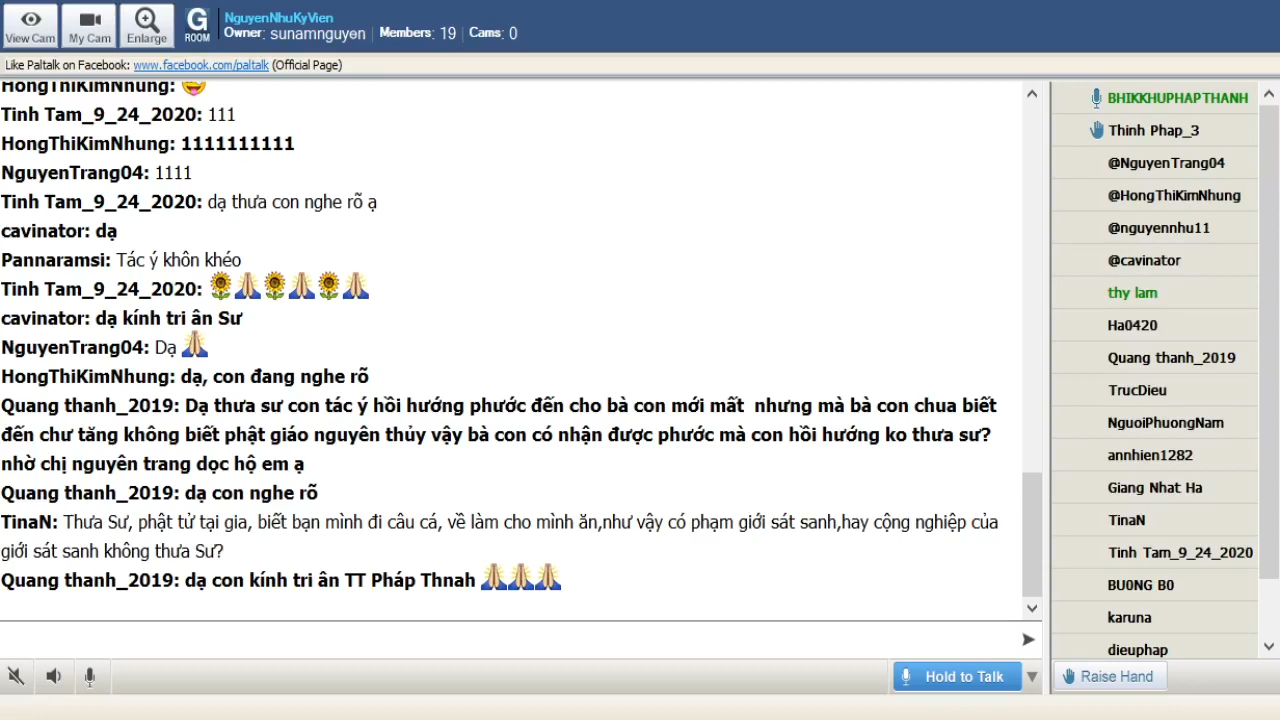 View Cam
My Cam
Enlarge
G
ROOM
NguyenNhuKyVien
Owner: sunamnguyen | Members: 19 | Cams: 0
Like Paltalk on Facebook: www.facebook.com/paltalk (Official Page)
HongThiKimNhung:
Tinh Tam_9_24_2020: 111
HongThiKimNhung: 1111111111
NguyenTrang04: 1111
Tinh Tam_9_24_2020: dạ thưa con nghe rõ ạ
cavinator: dạ
Pannaramsi: Tác ý khôn khéo
Tinh Tam_9_24_2020: 🌻🙏🌻🙏🌻🙏
cavinator: dạ kính tri ân Sư
NguyenTrang04: Dạ 🙏
HongThiKimNhung: dạ, con đang nghe rõ
Quang thanh_2019: Dạ thưa sư con tác ý hồi hướng phước đến cho bà con mới mất nhưng mà bà con chua biết
đến chư tăng không biết phật giáo nguyên thủy vậy bà con có nhận được phước mà con hồi hướng ko thưa sư?
nhờ chị nguyên trang dọc hộ em ạ
Quang thanh_2019: dạ con nghe rõ
TinaN: Thưa Sư, phật tử tại gia, biết bạn mình đi câu cá, về làm cho mình ăn,như vậy có phạm giới sát sanh,hay cộng nghiệp của
giới sát sanh không thưa Sư?
Quang thanh_2019: dạ con kính tri ân TT Pháp Thnah 🙏🙏🙏
Hold to Talk
BHIKKHUPHAPTHANH
Thinh Phap_3
@NguyenTrang04
@HongThiKimNhung
@nguyennhu11
@cavinator
thy lam
Ha0420
Quang thanh_2019
TrucDieu
NguoiPhuongNam
annhien1282
Giang Nhat Ha
TinaN
Tinh Tam_9_24_2020
BU0NG B0
karuna
dieuphap
Raise Hand